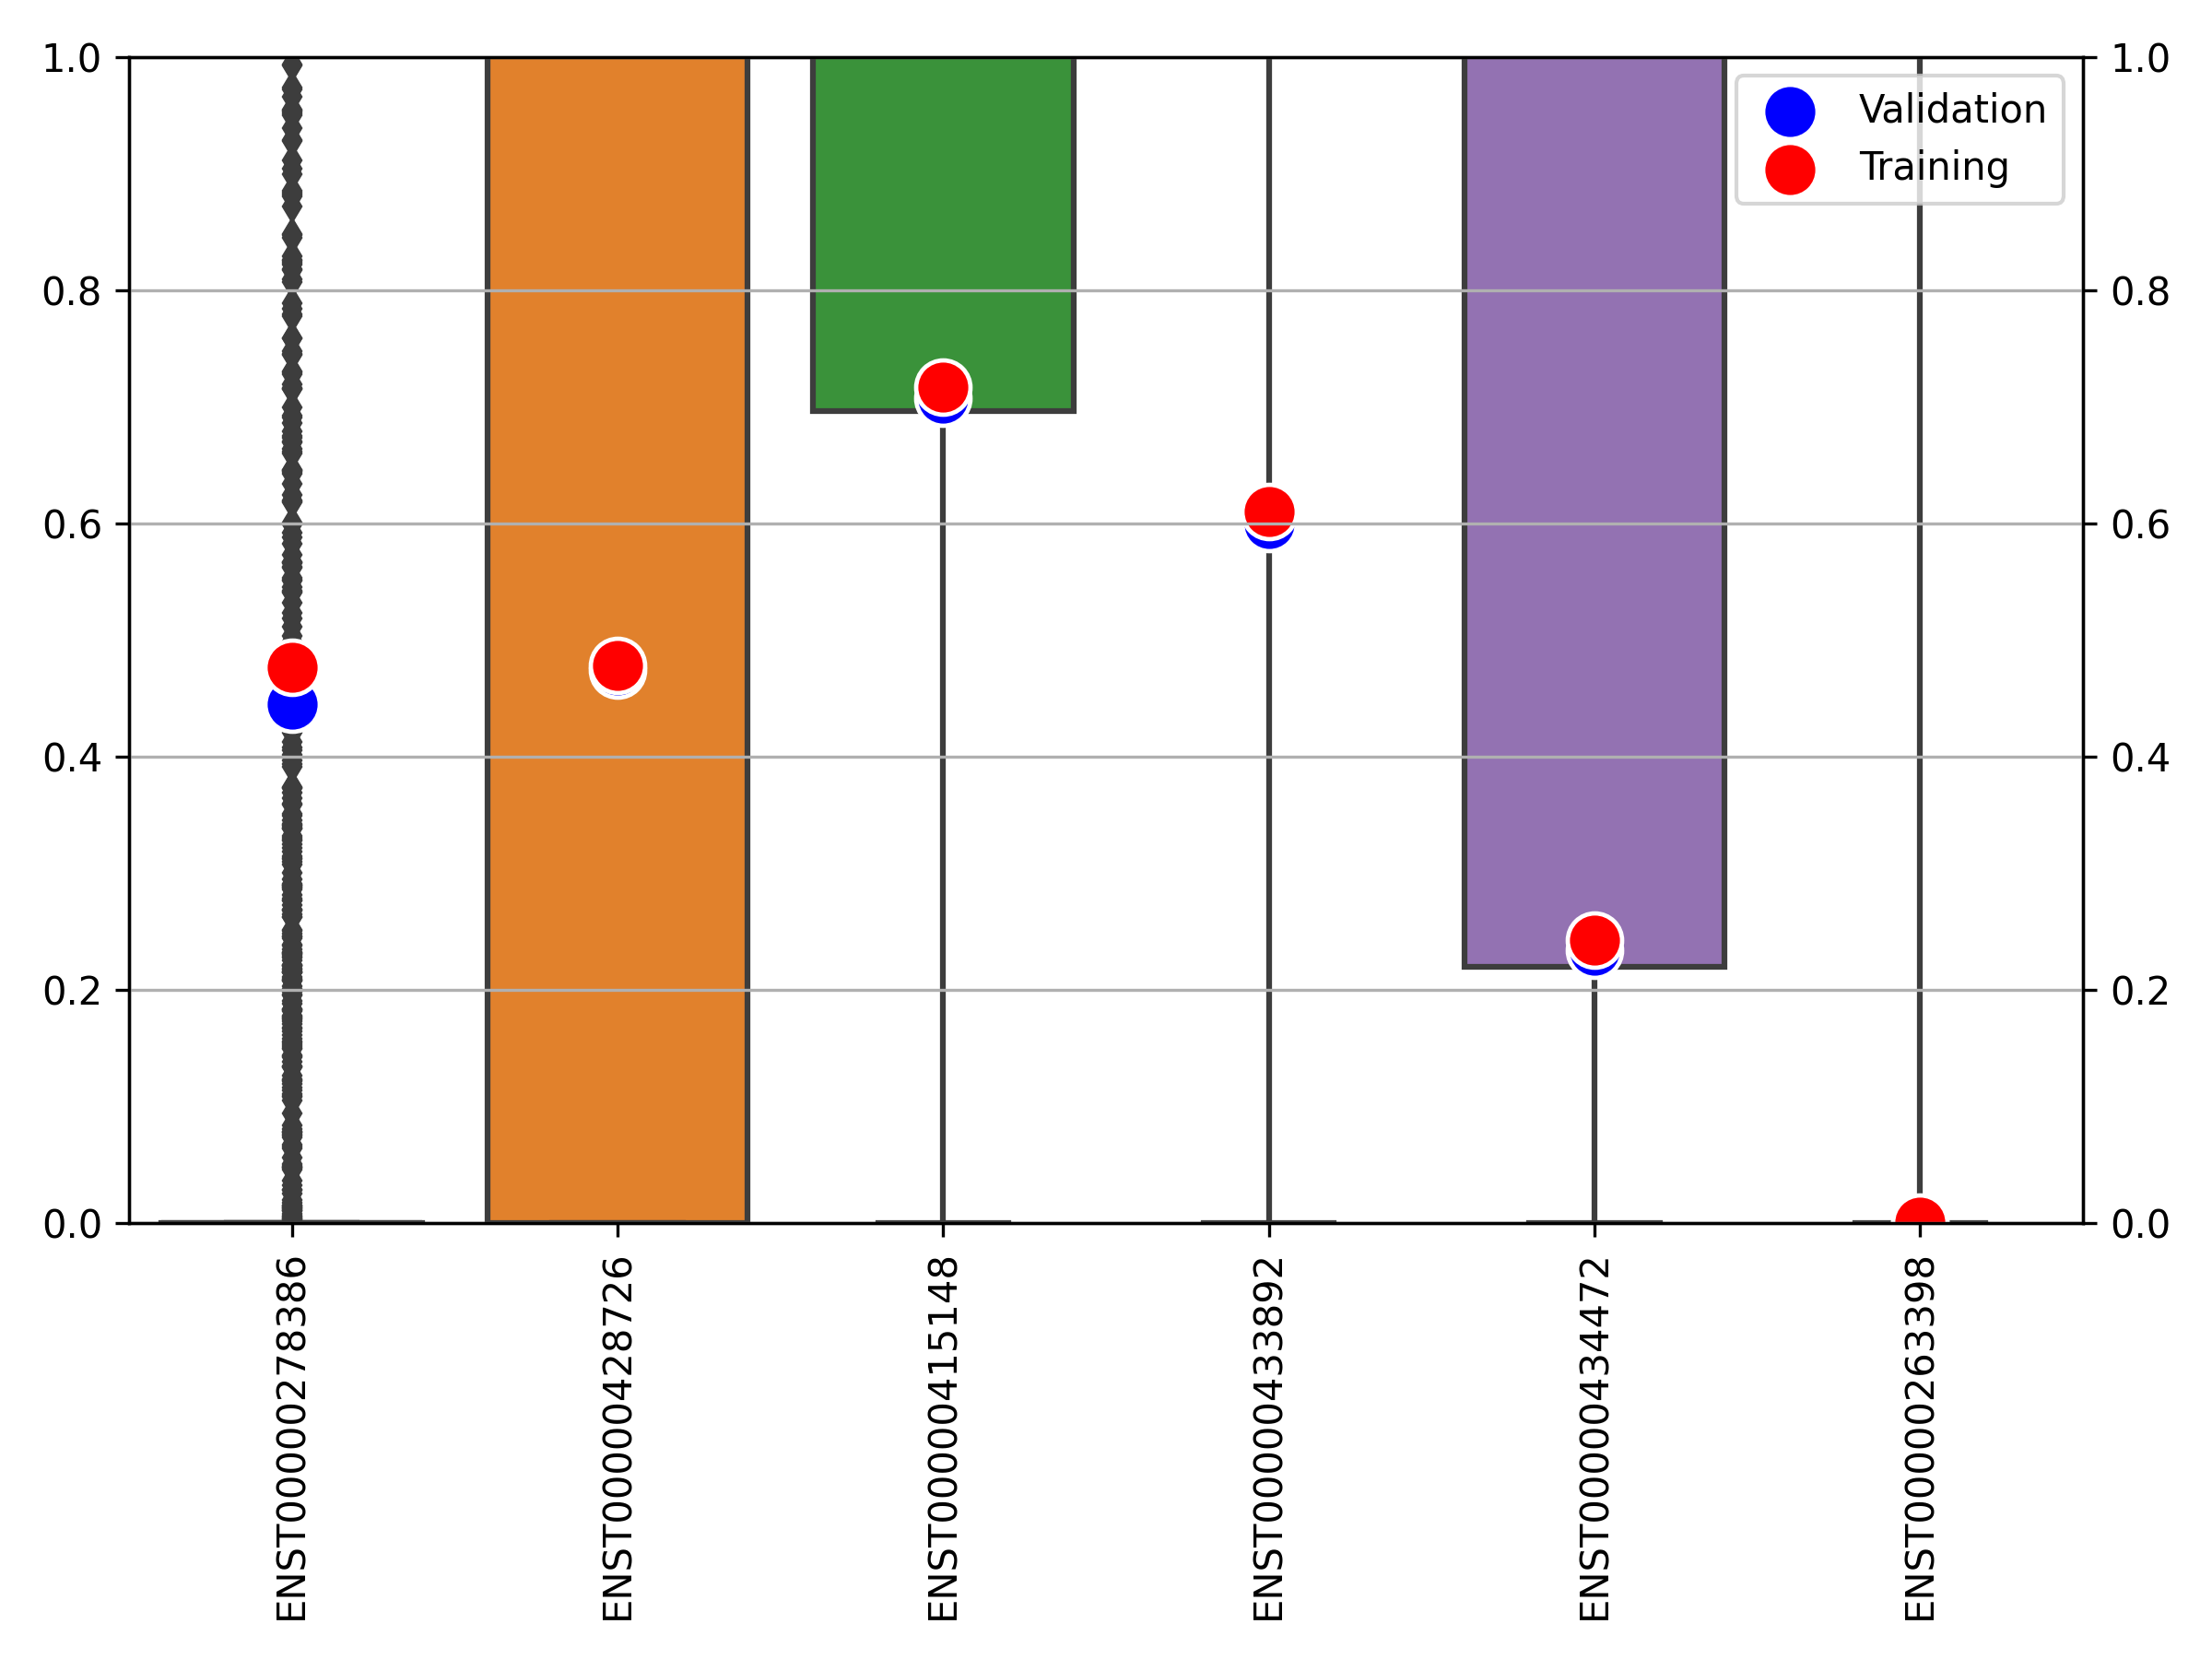 1.0
0.8
0.6
0.4
0.2
0.0
1.0
0.8
0.6
0.4
0.2
0.0
Validation
Training
ENST00000278386
ENST00000428726
ENST00000415148
ENST00000433892
ENST00000434472
ENST00000263398